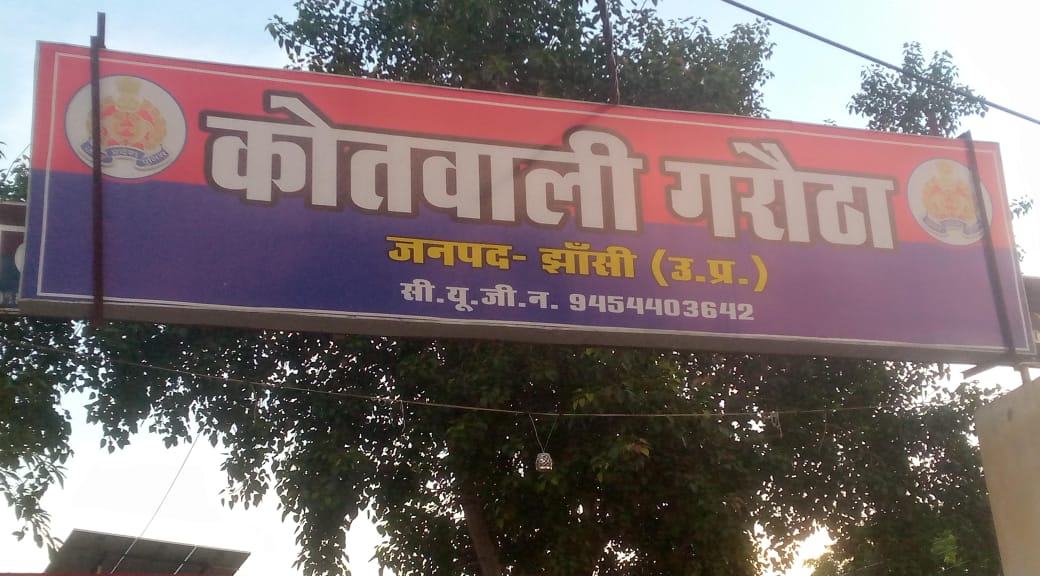 कोतवाली गरौठा
जनपद- झाँसी (उ.प्र.)
सी.यू.जी.न. 9454403642